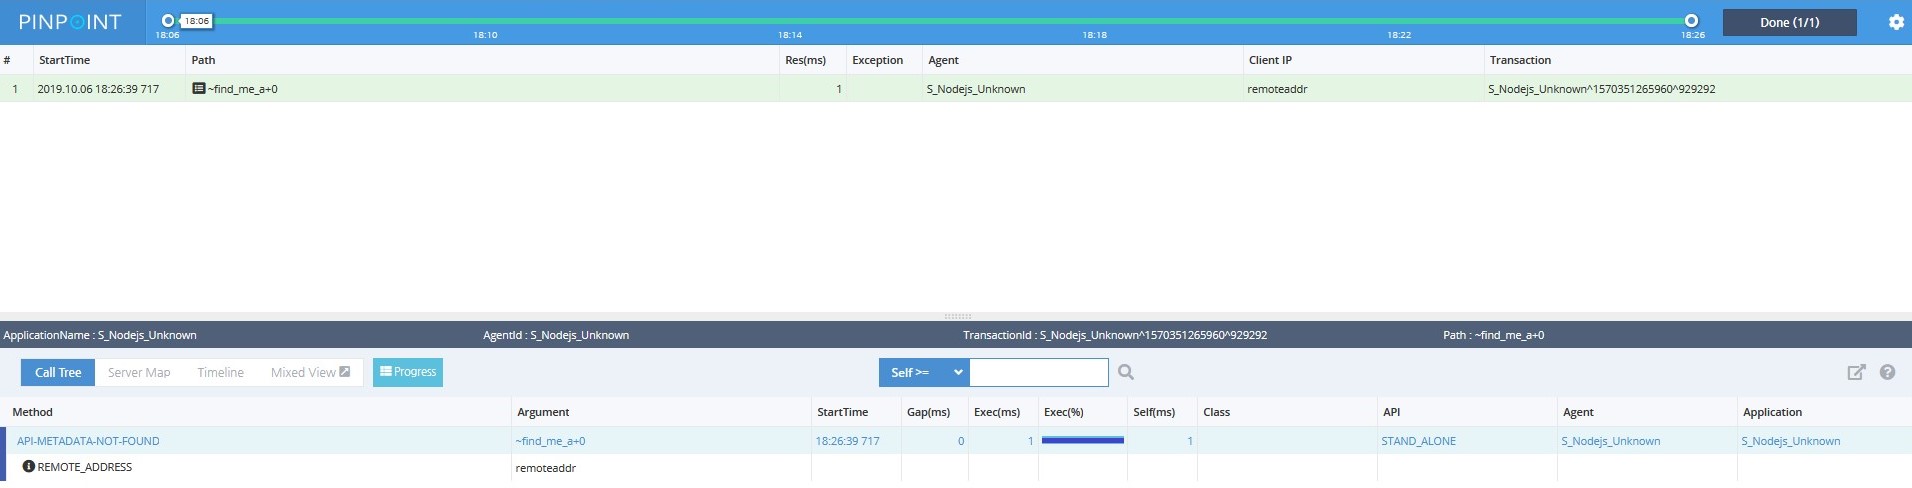 PINPOINT
18:06
Done (1/1)
18:06 18:10 18:14 18:18 18:22 18:26
# StartTime Path Res(ms) Exception Agent Client IP Transaction
1 2019.10.06 18:26:39 717 ~find_me_a+0 1 S_Nodejs_Unknown remoteaddr S_Nodejs_Unknown^1570351265960^929292
ApplicationName : S_Nodejs_Unknown AgentId : S_Nodejs_Unknown TransactionId : S_Nodejs_Unknown^1570351265960^929292 Path : ~find_me_a+0
Call Tree Server Map Timeline Mixed View Progress Self >=
Method Argument StartTime Gap(ms) Exec(ms) Exec(%) Self(ms) Class API Agent Application
API-METADATA-NOT-FOUND ~find_me_a+0 18:26:39 717 0 1 1 STAND_ALONE S_Nodejs_Unknown S_Nodejs_Unknown
REMOTE_ADDRESS remoteaddr